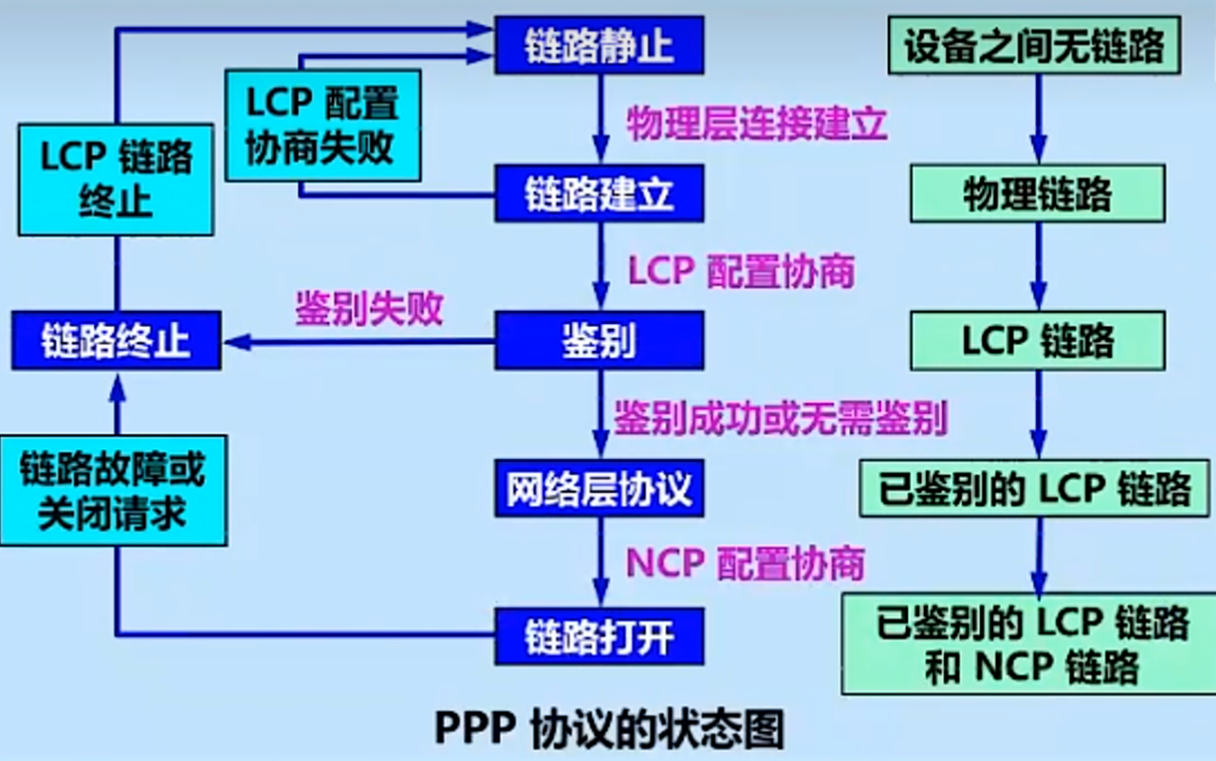 链路静止
设备之间无链路
LCP 配置
协商失败
物理层连接建立
LCP 链路
终止
链路建立
物理链路
LCP 配置协商
鉴别失败
链路终止
鉴别
LCP 链路
鉴别成功或无需鉴别
链路故障或
关闭请求
网络层协议
已鉴别的 LCP 链路
NCP 配置协商
链路打开
已鉴别的 LCP 链路
和 NCP 链路
PPP 协议的状态图